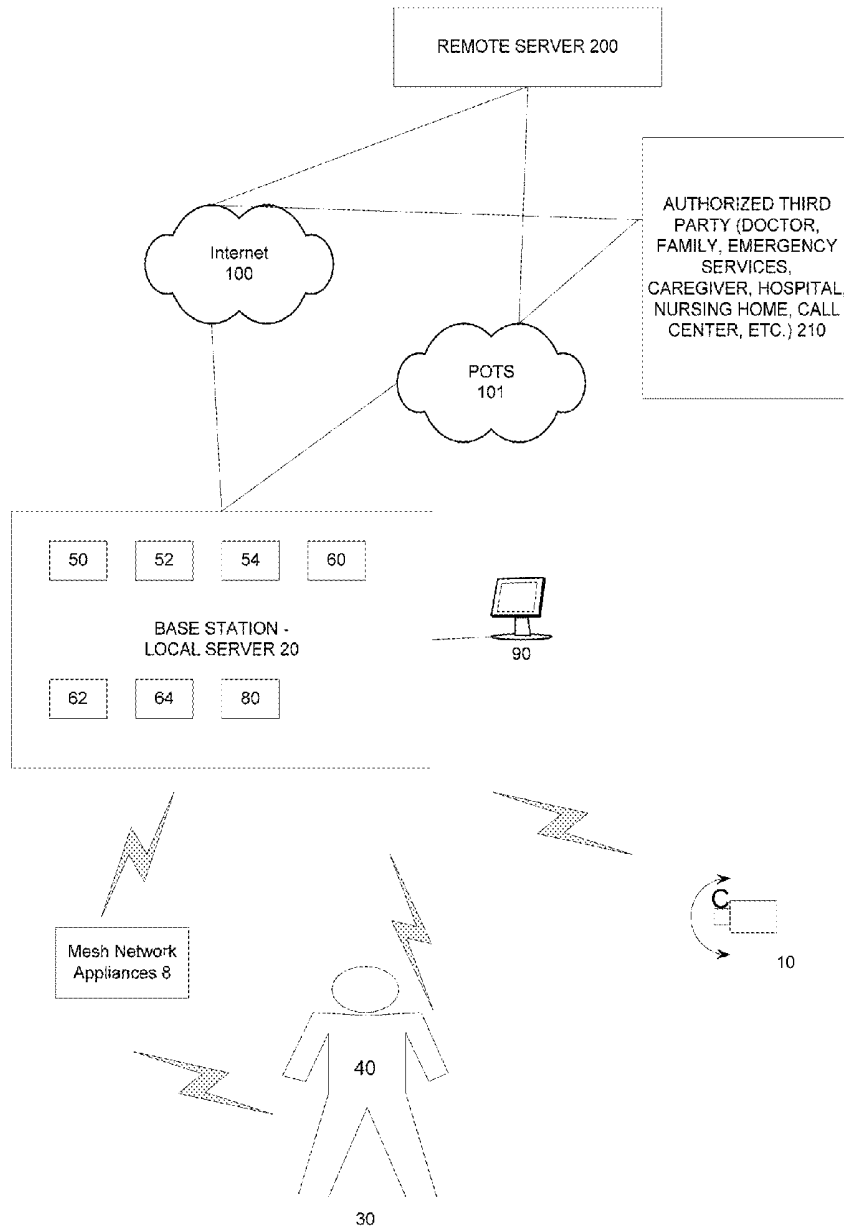 REMOTE SERVER 200
AUTHORIZED THIRD
PARTY (DOCTOR,
FAMILY, EMERGENCY
SERVICES,
CAREGIVER, HOSPITAL,
NURSING HOME, CALL
CENTER, ETC.) 210
Internet
100
POTS
101
50
52
54
60
BASE STATION -
LOCAL SERVER 20
90
62
64
80
C
10
Mesh Network
Appliances 8
40
30